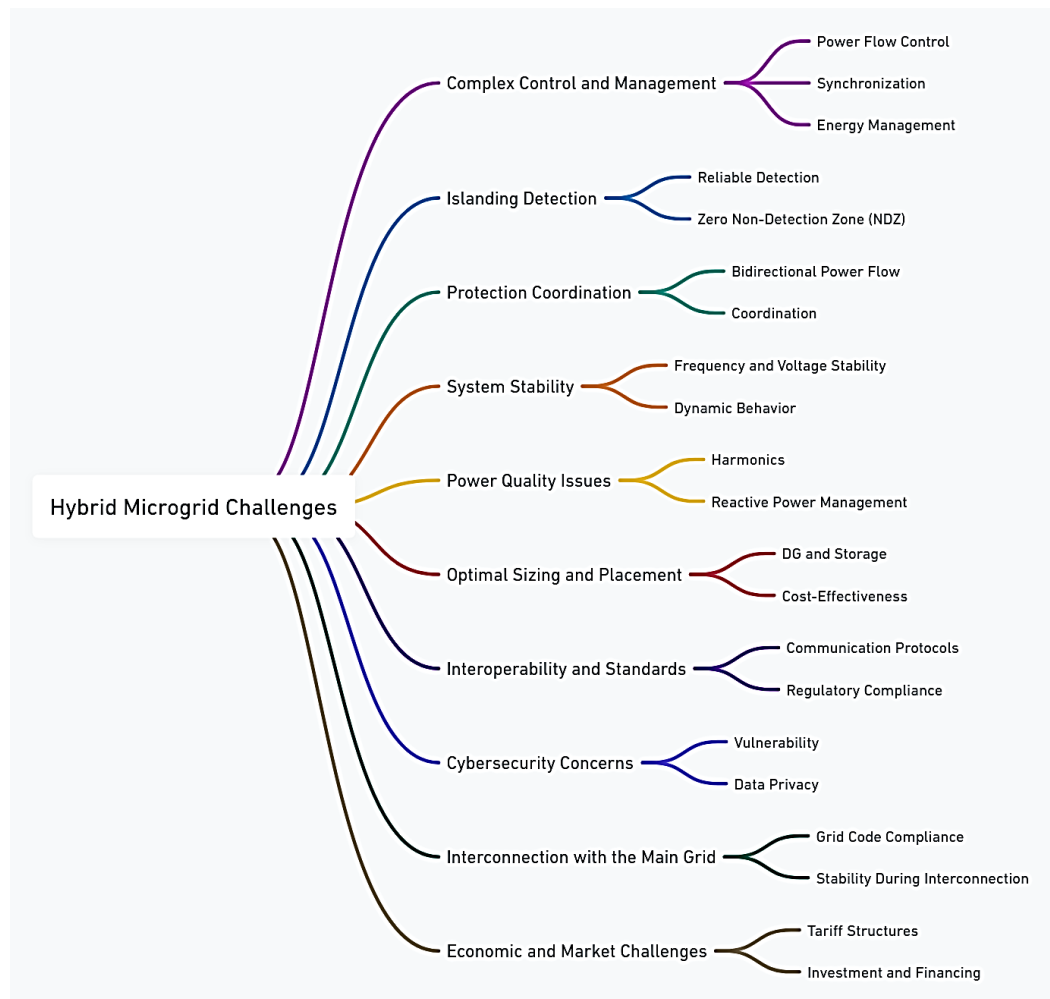 Hybrid Microgrid Challenges
Complex Control and Management
Power Flow Control
Synchronization
Energy Management
Islanding Detection
Reliable Detection
Zero Non-Detection Zone (NDZ)
Protection Coordination
Bidirectional Power Flow
Coordination
System Stability
Frequency and Voltage Stability
Dynamic Behavior
Power Quality Issues
Harmonics
Reactive Power Management
Optimal Sizing and Placement
DG and Storage
Cost-Effectiveness
Interoperability and Standards
Communication Protocols
Regulatory Compliance
Cybersecurity Concerns
Vulnerability
Data Privacy
Interconnection with the Main Grid
Grid Code Compliance
Stability During Interconnection
Economic and Market Challenges
Tariff Structures
Investment and Financing